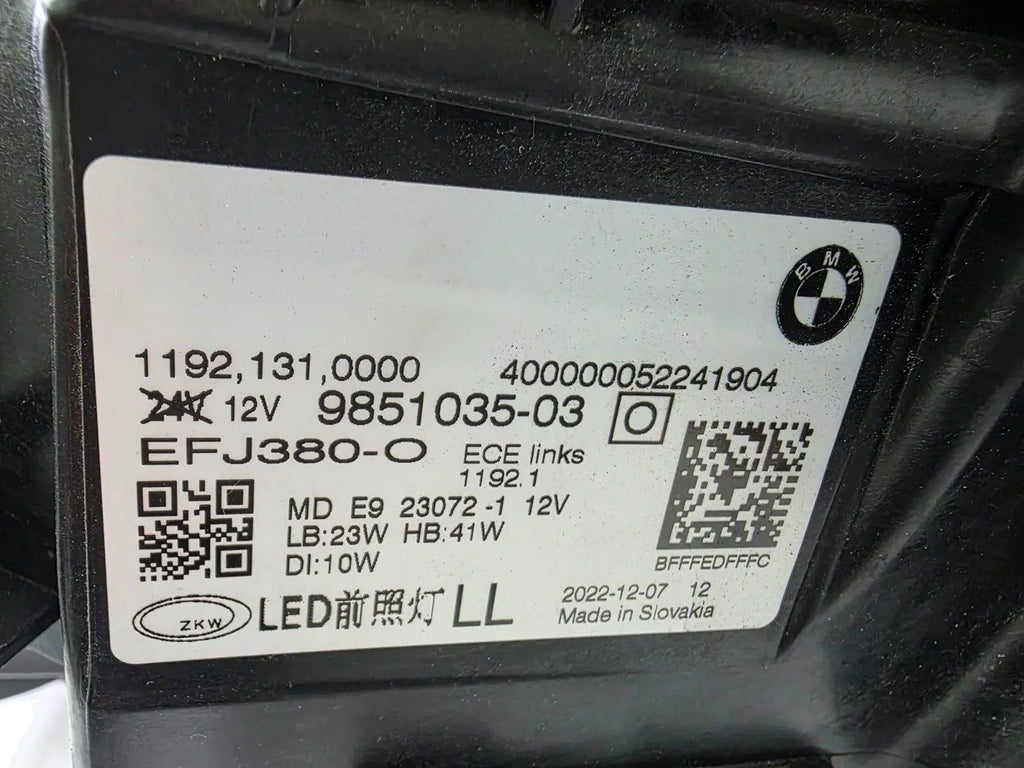 BMW
1192,131,0000 400000052241904
24V 12V 9851035-03 O
EFJ380-O ECE links
1192.1
MD E9 23072 -1 12V
LB:23W HB:41W
DI:10W
BFFFEDFFFC
ZKW LED前照灯 LL
2022-12-07 12
Made in Slovakia